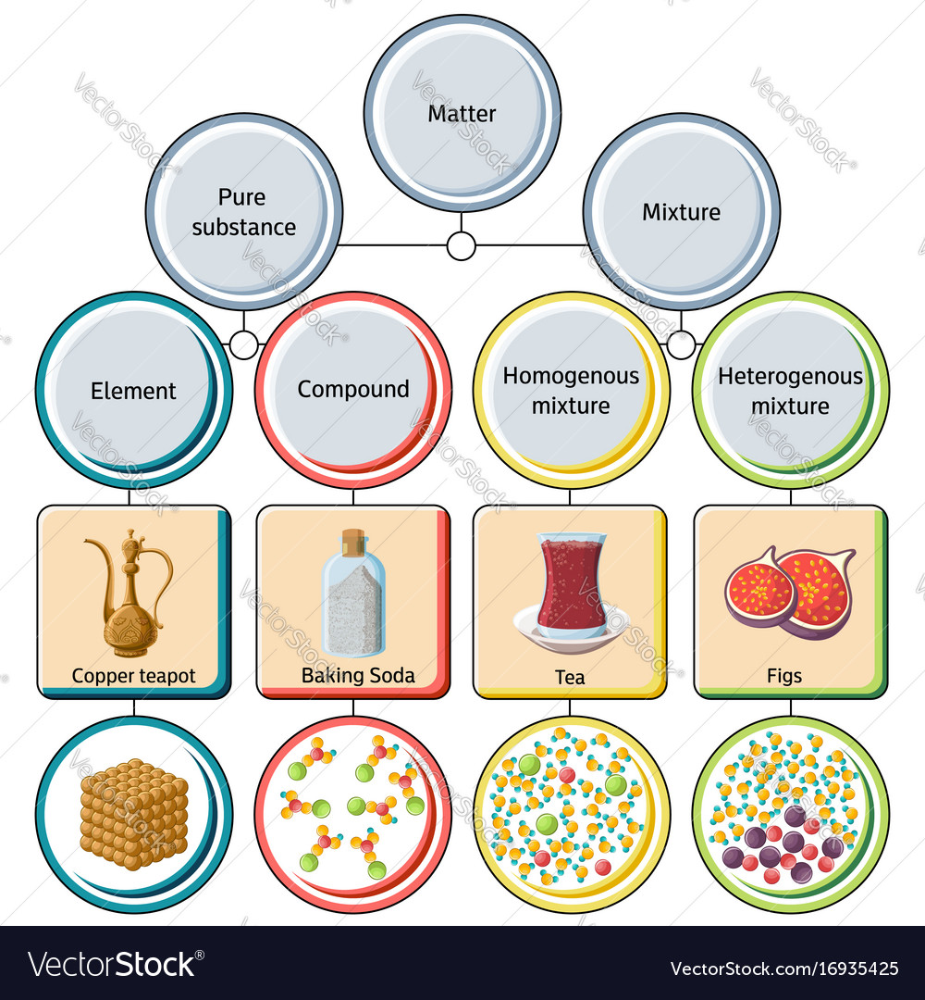 Matter
Pure
substance
Mixture
Element
Compound
Homogenous
mixture
Heterogenous
mixture
Copper teapot
Baking Soda
Tea
Figs
VectorStock®
VectorStock.com/16935425